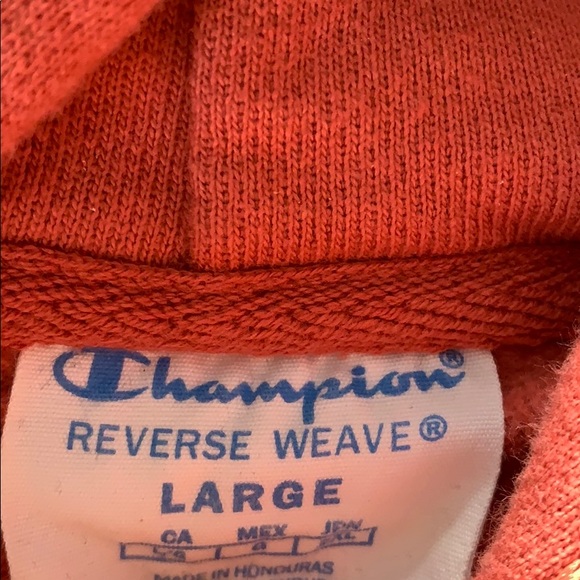 Champion®
REVERSE WEAVE®
LARGE
CA MEX JPN
G
MADE IN HONDURAS